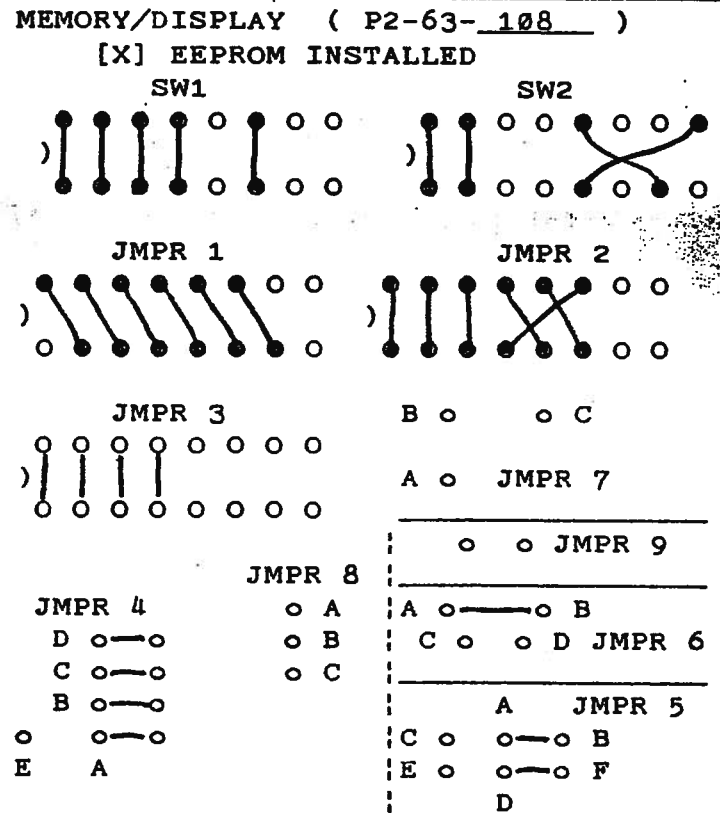 MEMORY/DISPLAY ( P2-63- 108 )
[X] EEPROM INSTALLED
SW1 SW2
) )
JMPR 1 JMPR 2
) )
JMPR 3 B C
) A JMPR 7
JMPR 9
JMPR 8
JMPR 4 A A B
D B C D JMPR 6
C C
B A JMPR 5
C B
E A E F
D